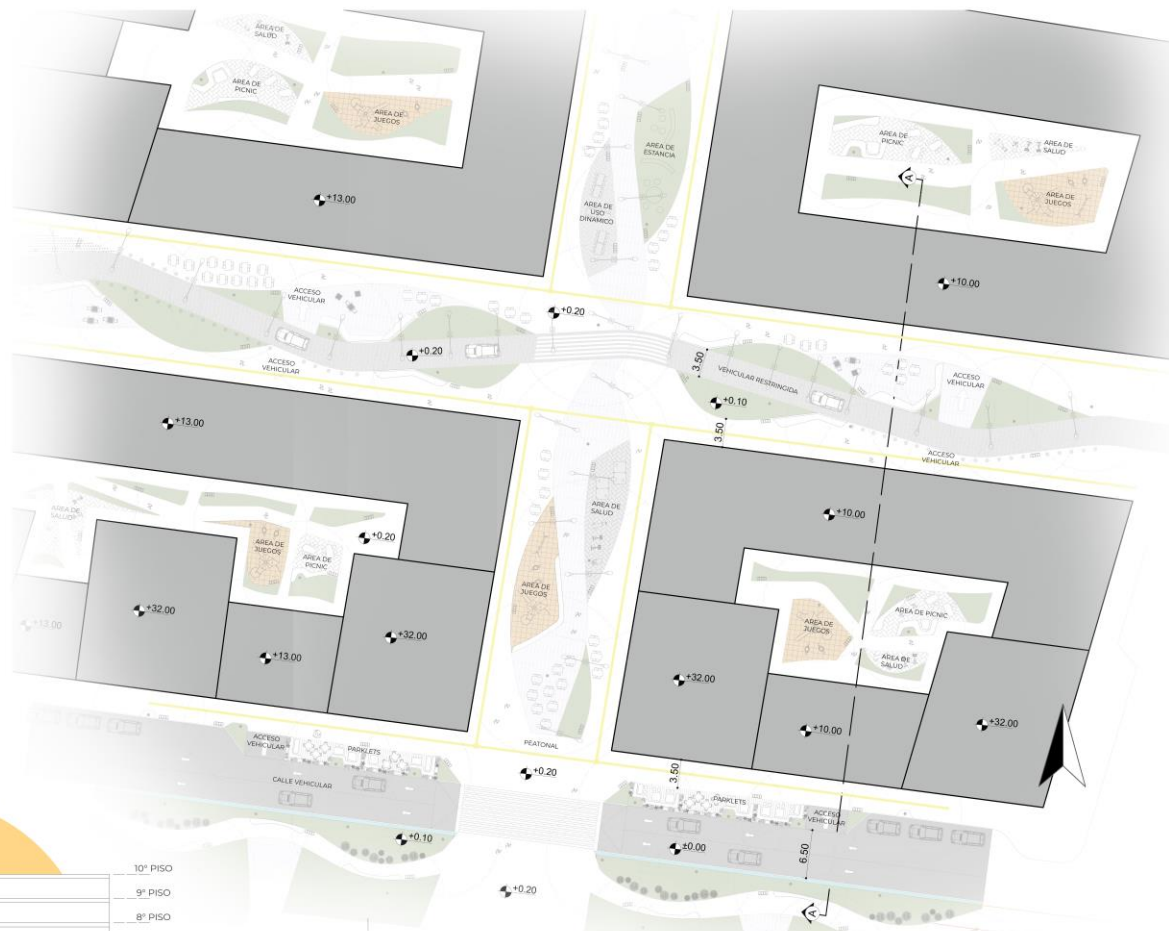 AREA DE
SALUD
AREA DE
PICNIC
AREA DE
JUEGOS
+13.00
AREA DE
ESTANCIA
AREA DE
USO
DINAMICO
AREA DE
PICNIC
AREA DE
SALUD
AREA DE
JUEGOS
A
+10.00
ACCESO
VEHICULAR
+0.20
+0.20
ACCESO
VEHICULAR
3.50
VEHICULAR RESTRINGIDA
ACCESO
VEHICULAR
+0.10
3.50
ACCESO
VEHICULAR
+13.00
AREA DE
SALUD
AREA DE
JUEGOS
AREA DE
PICNIC
+0.20
AREA DE
SALUD
AREA DE
JUEGOS
+10.00
AREA DE
JUEGOS
AREA DE PICNIC
AREA DE
SALUD
+13.00
+32.00
+13.00
+32.00
+32.00
+10.00
+32.00
PEATONAL
ACCESO
VEHICULAR
PARKLETS
CALLE VEHICULAR
+0.20
3.50
PARKLETS
ACCESO
VEHICULAR
+0.10
±0.00
6.50
+0.20
A
10° PISO
9° PISO
8° PISO